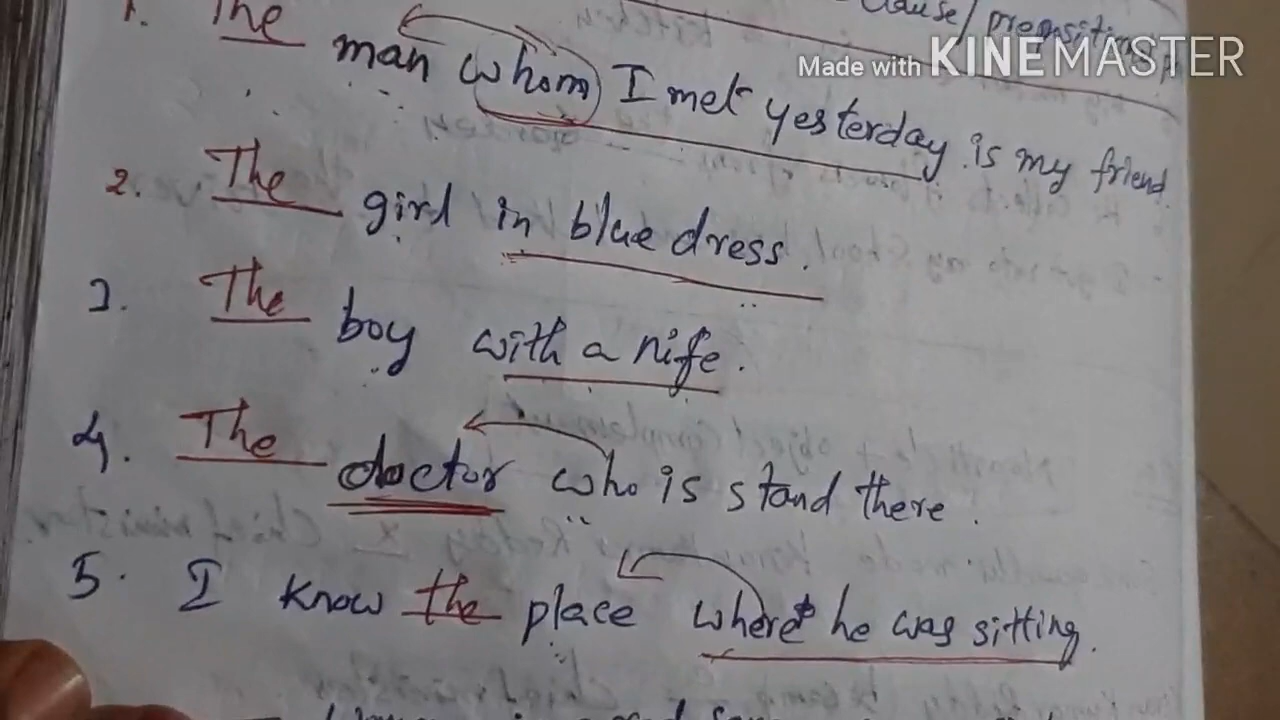 Clause / preposition
Made with KINEMASTER
1. The man whom I met yesterday is my friend.
2. The girl in blue dress.
3. The boy with a nife.
4. The doctor who is stand there.
5. I know the place where he was sitting.